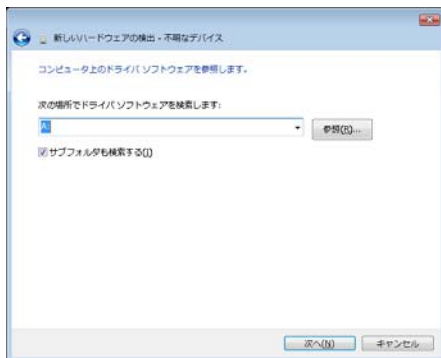 新しいハードウェアの検出 - 不明なデバイス
コンピュータ上のドライバ ソフトウェアを参照します。
次の場所でドライバ ソフトウェアを検索します:
A:
参照(R)...
サブフォルダも検索する(I)
次へ(N)
キャンセル